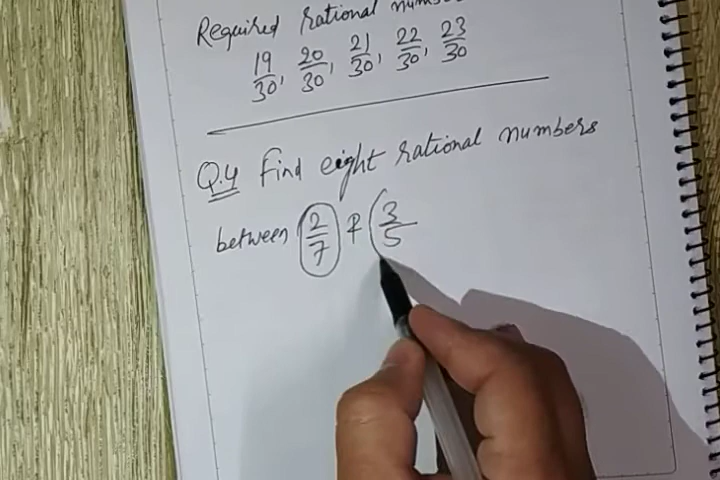 Required rational
19/30, 20/30, 21/30, 22/30, 23/30
Q.4 Find eight rational numbers
between 2/7 & 3/5